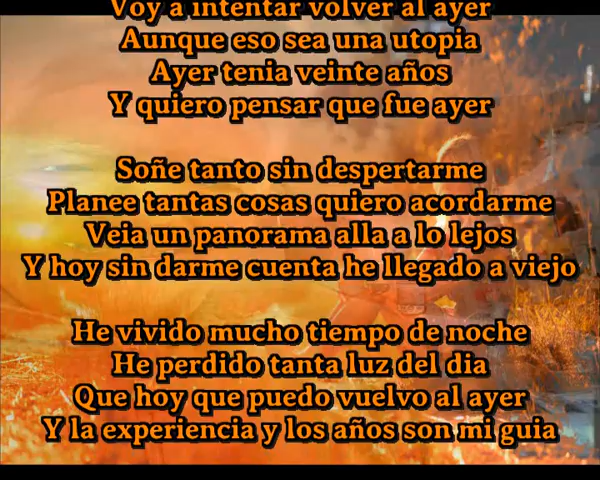 Voy a intentar volver al ayer
Aunque eso sea una utopia
Ayer tenia veinte años
Y quiero pensar que fue ayer
Soñe tanto sin despertarme
Planee tantas cosas quiero acordarme
Veia un panorama alla a lo lejos
Y hoy sin darme cuenta he llegado a viejo
He vivido mucho tiempo de noche
He perdido tanta luz del dia
Que hoy que puedo vuelvo al ayer
Y la experiencia y los años son mi guia